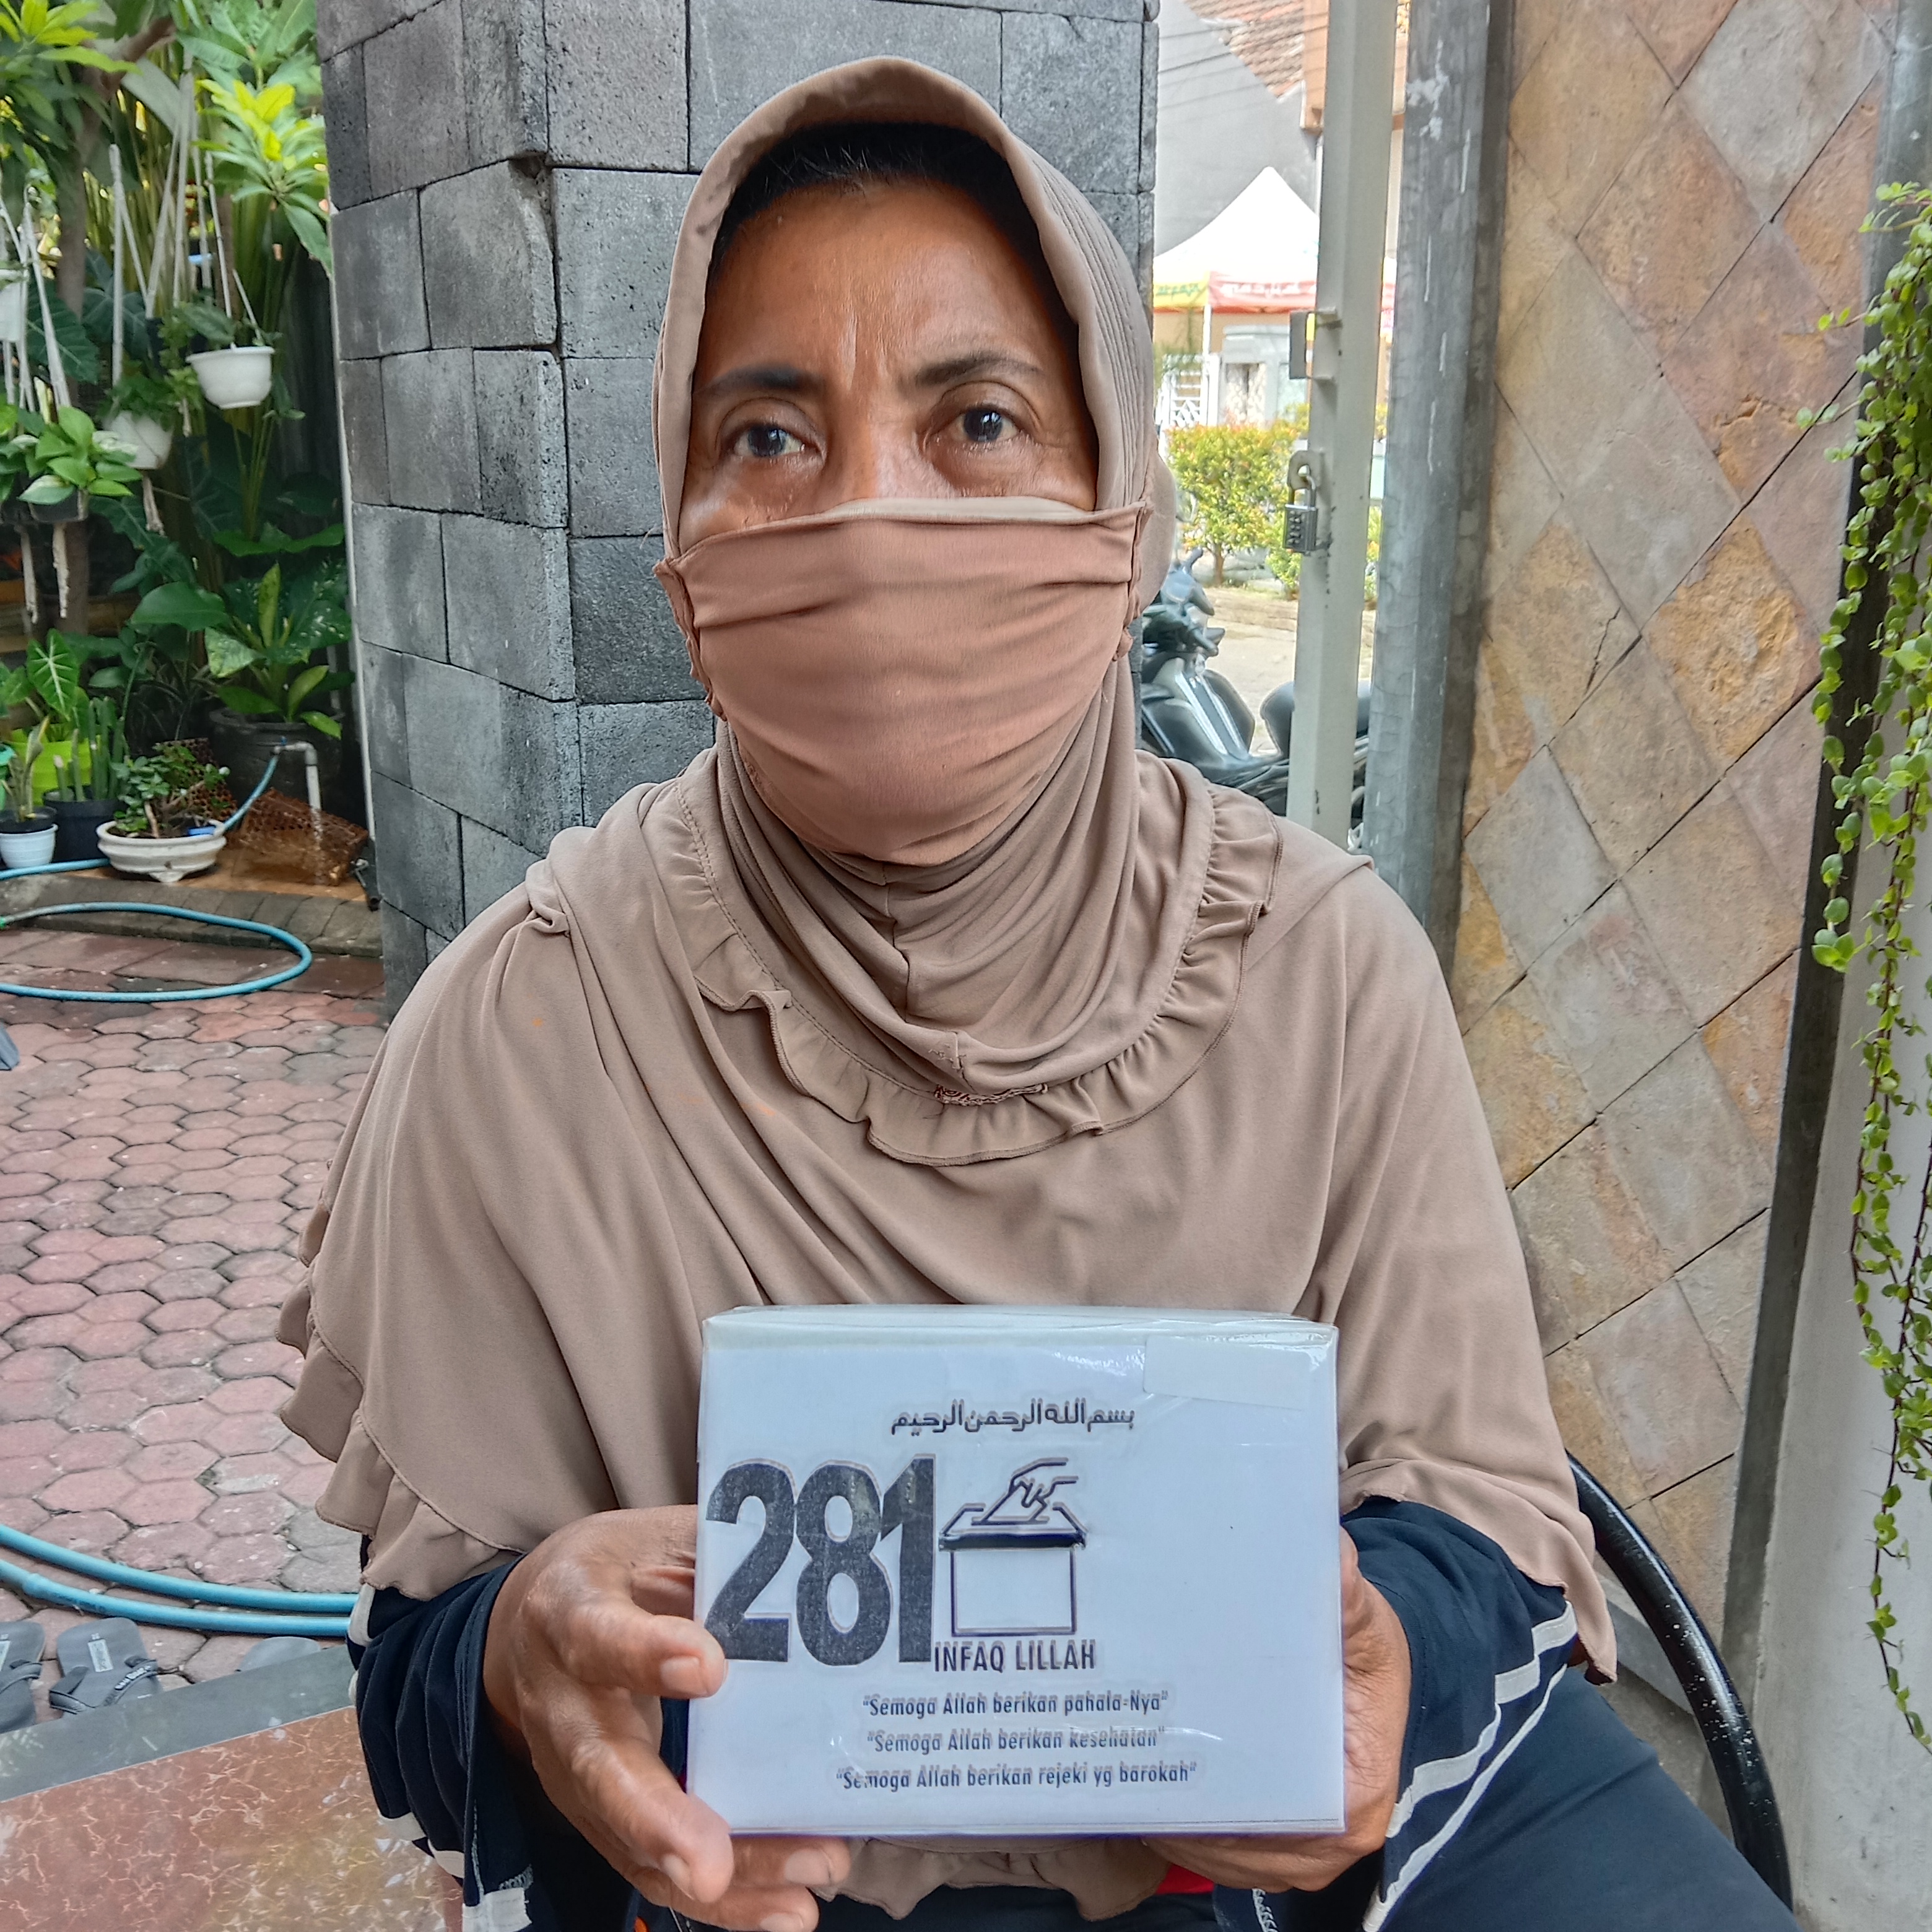 بسم الله الرحمن الرحيم
281
INFAQ LILLAH
"Semoga Allah berikan pahala-Nya"
"Semoga Allah berikan kesehatan"
"Semoga Allah berikan rejeki yg barokah"